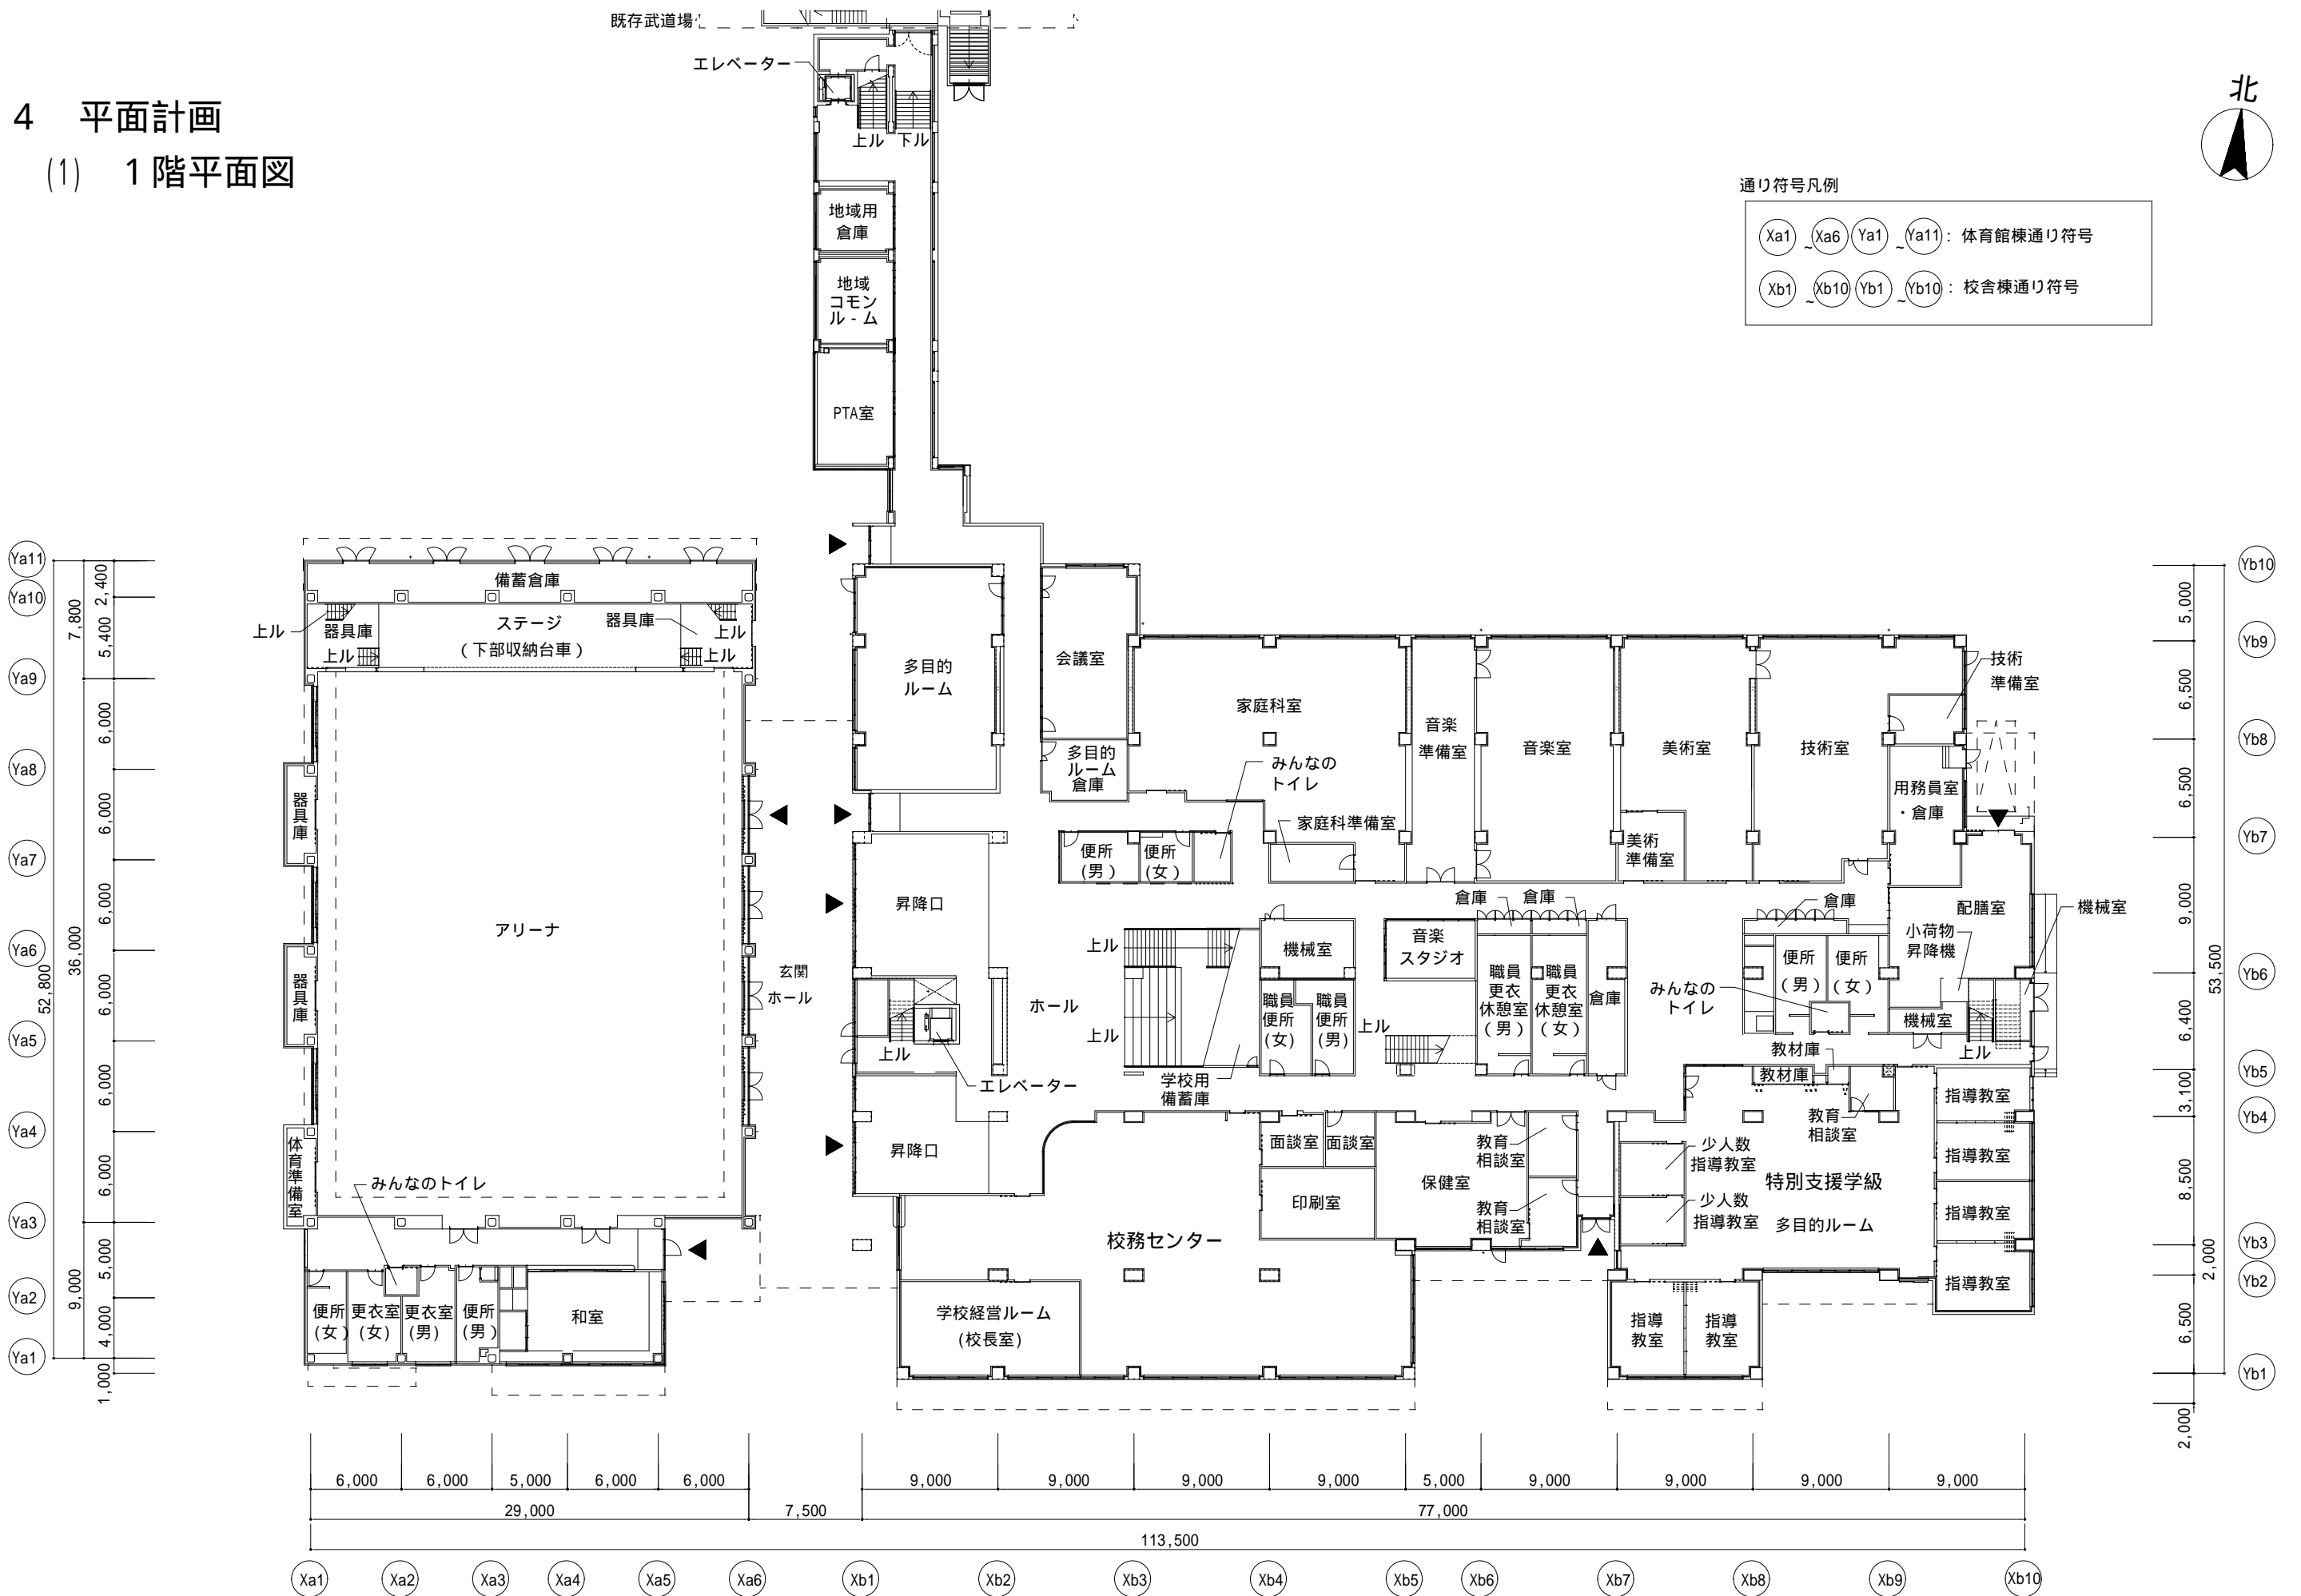 4 平面計画
(1) 1階平面図
既存武道場
エレベーター
上ル
下ル
地域用
倉庫
地域
コモン
ル-ム
PTA室
北
通り符号凡例
Xa1 ~ Xa6 Ya1 ~ Ya11 : 体育館棟通り符号
Xb1 ~ Xb10 Yb1 ~ Yb10 : 校舎棟通り符号
備蓄倉庫
ステージ
(下部収納台車)
器具庫
器具庫
上ル
上ル
上ル
上ル
器具庫
器具庫
体育準備室
アリーナ
みんなのトイレ
便所
(女)
更衣室
(女)
更衣室
(男)
便所
(男)
和室
玄関
ホール
多目的
ルーム
会議室
多目的
ルーム
倉庫
家庭科室
音楽
準備室
音楽室
美術室
技術室
技術
準備室
用務員室
・倉庫
みんなの
トイレ
家庭科準備室
美術
準備室
便所
(男)
便所
(女)
昇降口
ホール
上ル
上ル
上ル
エレベーター
機械室
職員
便所
(女)
職員
便所
(男)
学校用
備蓄庫
音楽
スタジオ
上ル
倉庫
倉庫
職員
更衣
休憩室
(男)
職員
更衣
休憩室
(女)
倉庫
倉庫
便所
(男)
便所
(女)
みんなの
トイレ
配膳室
小荷物
昇降機
機械室
機械室
上ル
教材庫
教材庫
教育
相談室
指導教室
指導教室
指導教室
指導教室
昇降口
面談室
面談室
印刷室
保健室
教育
相談室
教育
相談室
少人数
指導教室
少人数
指導教室
特別支援学級
多目的ルーム
校務センター
学校経営ルーム
(校長室)
指導
教室
指導
教室
Ya11
Ya10
Ya9
Ya8
Ya7
Ya6
Ya5
Ya4
Ya3
Ya2
Ya1
2,400
5,400
6,000
6,000
6,000
6,000
6,000
6,000
5,000
4,000
1,000
7,800
36,000
9,000
52,800
Yb10
Yb9
Yb8
Yb7
Yb6
Yb5
Yb4
Yb3
Yb2
Yb1
5,000
6,500
6,500
9,000
6,400
3,100
8,500
2,000
6,500
2,000
53,500
6,000
6,000
5,000
6,000
6,000
9,000
9,000
9,000
9,000
5,000
9,000
9,000
9,000
9,000
29,000
7,500
77,000
113,500
Xa1
Xa2
Xa3
Xa4
Xa5
Xa6
Xb1
Xb2
Xb3
Xb4
Xb5
Xb6
Xb7
Xb8
Xb9
Xb10